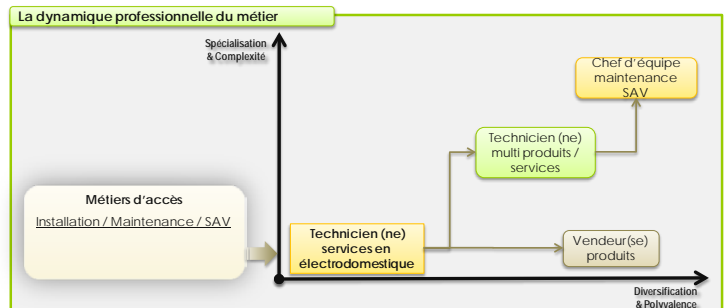 La dynamique professionnelle du métier
Spécialisation
& Complexité
Chef d'équipe
maintenance
SAV
Technicien (ne)
multi produits /
services
Métiers d'accès
Installation / Maintenance / SAV
Technicien (ne)
services en
électrodomestique
Vendeur(se)
produits
Diversification
& Polyvalence